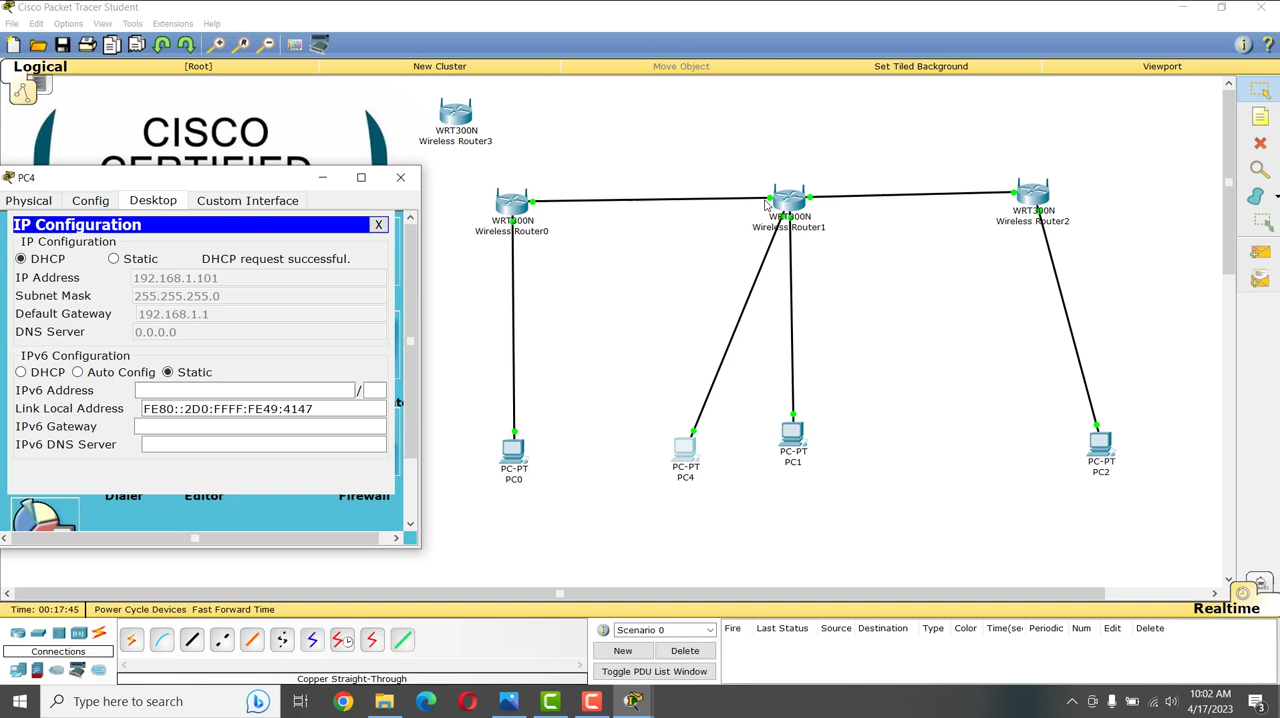 Cisco Packet Tracer Student
File Edit Options View Tools Extensions Help
Logical [Root] New Cluster Move Object Set Tiled Background Viewport
CISCO
CERTIFIED
WRT300N
Wireless Router3
WRT300N
Wireless Router0
WRT300N
Wireless Router1
WRT300N
Wireless Router2
PC4
Physical Config Desktop Custom Interface
IP Configuration X
IP Configuration
DHCP Static DHCP request successful.
IP Address 192.168.1.101
Subnet Mask 255.255.255.0
Default Gateway 192.168.1.1
DNS Server 0.0.0.0
IPv6 Configuration
DHCP Auto Config Static
IPv6 Address /
Link Local Address FE80::2D0:FFFF:FE49:4147
IPv6 Gateway
IPv6 DNS Server
Dialer Editor Firewall
PC-PT
PC0
PC-PT
PC4
PC-PT
PC1
PC-PT
PC2
Time: 00:17:45 Power Cycle Devices Fast Forward Time Realtime
Connections
Copper Straight-Through
Scenario 0
New Delete
Toggle PDU List Window
Fire Last Status Source Destination Type Color Time(sec Periodic Num Edit Delete
Type here to search
10:02 AM
4/17/2023
3